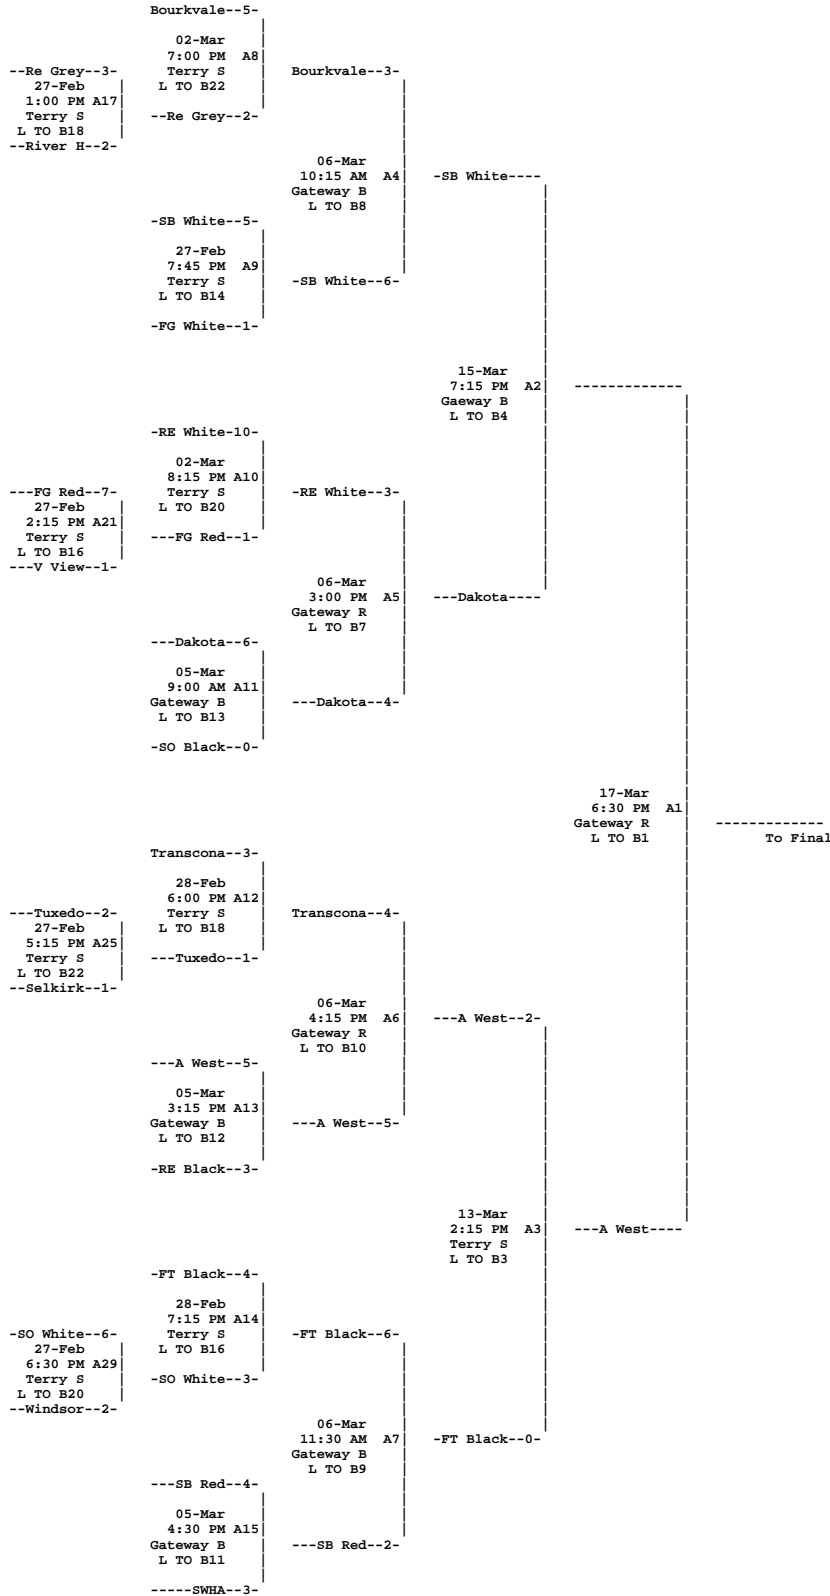 Bourkvale--5-
02-Mar
7:00 PM A8
--Re Grey--3- Terry S Bourkvale--3-
27-Feb L TO B22
1:00 PM A17
Terry S --Re Grey--2-
L TO B18
--River H--2-
06-Mar
10:15 AM A4 -SB White----
Gateway B
L TO B8
-SB White--5-
27-Feb
7:45 PM A9
Terry S -SB White--6-
L TO B14
-FG White--1-
15-Mar
7:15 PM A2 -------------
Gaeway B
L TO B4
-RE White-10-
02-Mar
8:15 PM A10
---FG Red--7- Terry S -RE White--3-
27-Feb L TO B20
2:15 PM A21
Terry S ---FG Red--1-
L TO B16
---V View--1-
06-Mar
3:00 PM A5 ---Dakota----
Gateway R
L TO B7
---Dakota--6-
05-Mar
9:00 AM A11
Gateway B ---Dakota--4-
L TO B13
-SO Black--0-
17-Mar
6:30 PM A1
Gateway R -------------
L TO B1 To Final
Transcona--3-
28-Feb
6:00 PM A12
---Tuxedo--2- Terry S Transcona--4-
27-Feb L TO B18
5:15 PM A25
Terry S ---Tuxedo--1-
L TO B22
--Selkirk--1-
06-Mar
4:15 PM A6 ---A West--2-
Gateway R
L TO B10
---A West--5-
05-Mar
3:15 PM A13
Gateway B ---A West--5-
L TO B12
-RE Black--3-
13-Mar
2:15 PM A3 ---A West----
Terry S
L TO B3
-FT Black--4-
28-Feb
7:15 PM A14
-SO White--6- Terry S -FT Black--6-
27-Feb L TO B16
6:30 PM A29
Terry S -SO White--3-
L TO B20
--Windsor--2-
06-Mar
11:30 AM A7 -FT Black--0-
Gateway B
L TO B9
---SB Red--4-
05-Mar
4:30 PM A15
Gateway B ---SB Red--2-
L TO B11
-----SWHA--3-